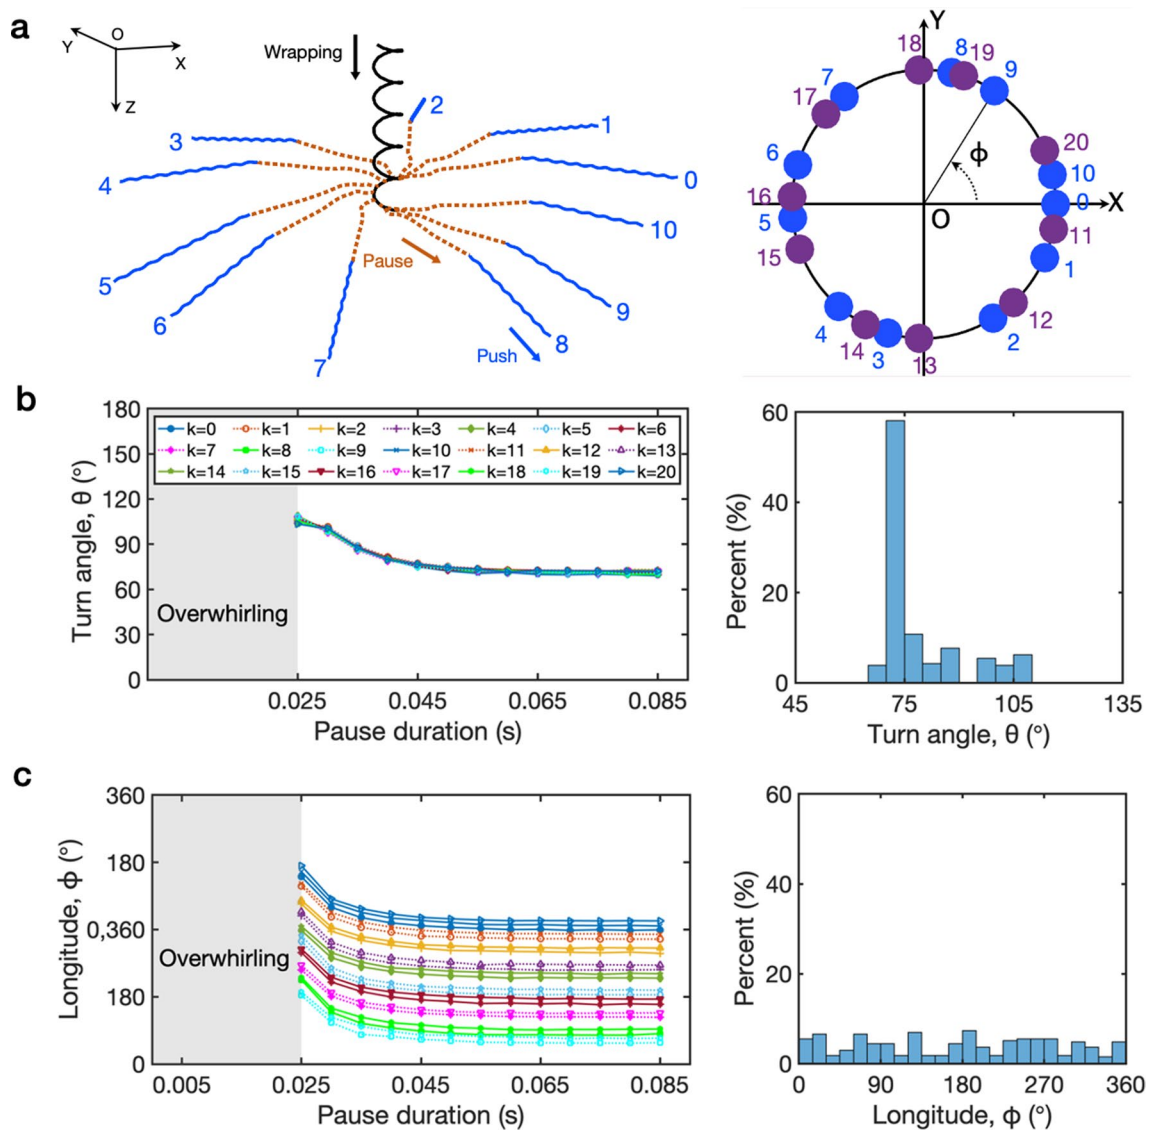 a
O
Y
X
Z
Wrapping
2
1
3
4
0
10
Pause
5
6
9
8
7
Push
Y
18
8
19
9
7
17
20
6
ϕ
10
16
0
X
5
O
11
15
1
12
4
14
3
13
2
b
180
150
120
90
60
30
0
Turn angle, θ (°)
k=0 k=1 k=2 k=3 k=4 k=5 k=6
k=7 k=8 k=9 k=10 k=11 k=12 k=13
k=14 k=15 k=16 k=17 k=18 k=19 k=20
Overwhirling
0.025 0.045 0.065 0.085
Pause duration (s)
60
40
20
0
Percent (%)
45 75 105 135
Turn angle, θ (°)
c
360
180
0,360
180
0
Longitude, ϕ (°)
Overwhirling
0.005 0.025 0.045 0.065 0.085
Pause duration (s)
60
40
20
0
Percent (%)
0 90 180 270 360
Longitude, ϕ (°)